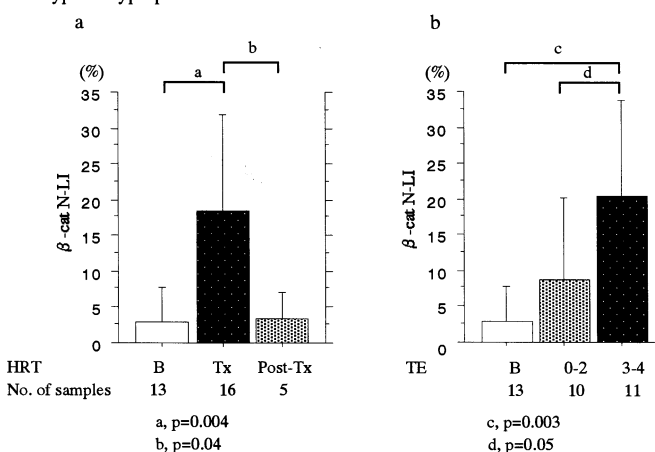 a
b
(%)
a
b
35
30
25
20
15
10
5
0
β-cat N-LI
HRT B Tx Post-Tx
No. of samples 13 16 5
a, p=0.004
b, p=0.04
(%)
c
d
35
30
25
20
15
10
5
0
β-cat N-LI
TE B 0-2 3-4
13 10 11
c, p=0.003
d, p=0.05